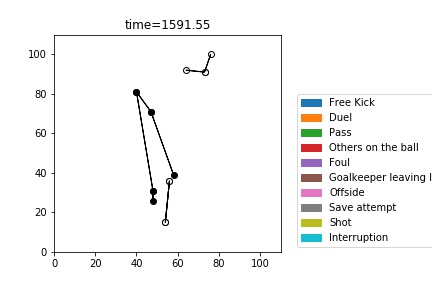 time=1591.55
100
80
60
40
20
0
0 20 40 60 80 100
Free Kick
Duel
Pass
Others on the ball
Foul
Goalkeeper leaving l
Offside
Save attempt
Shot
Interruption